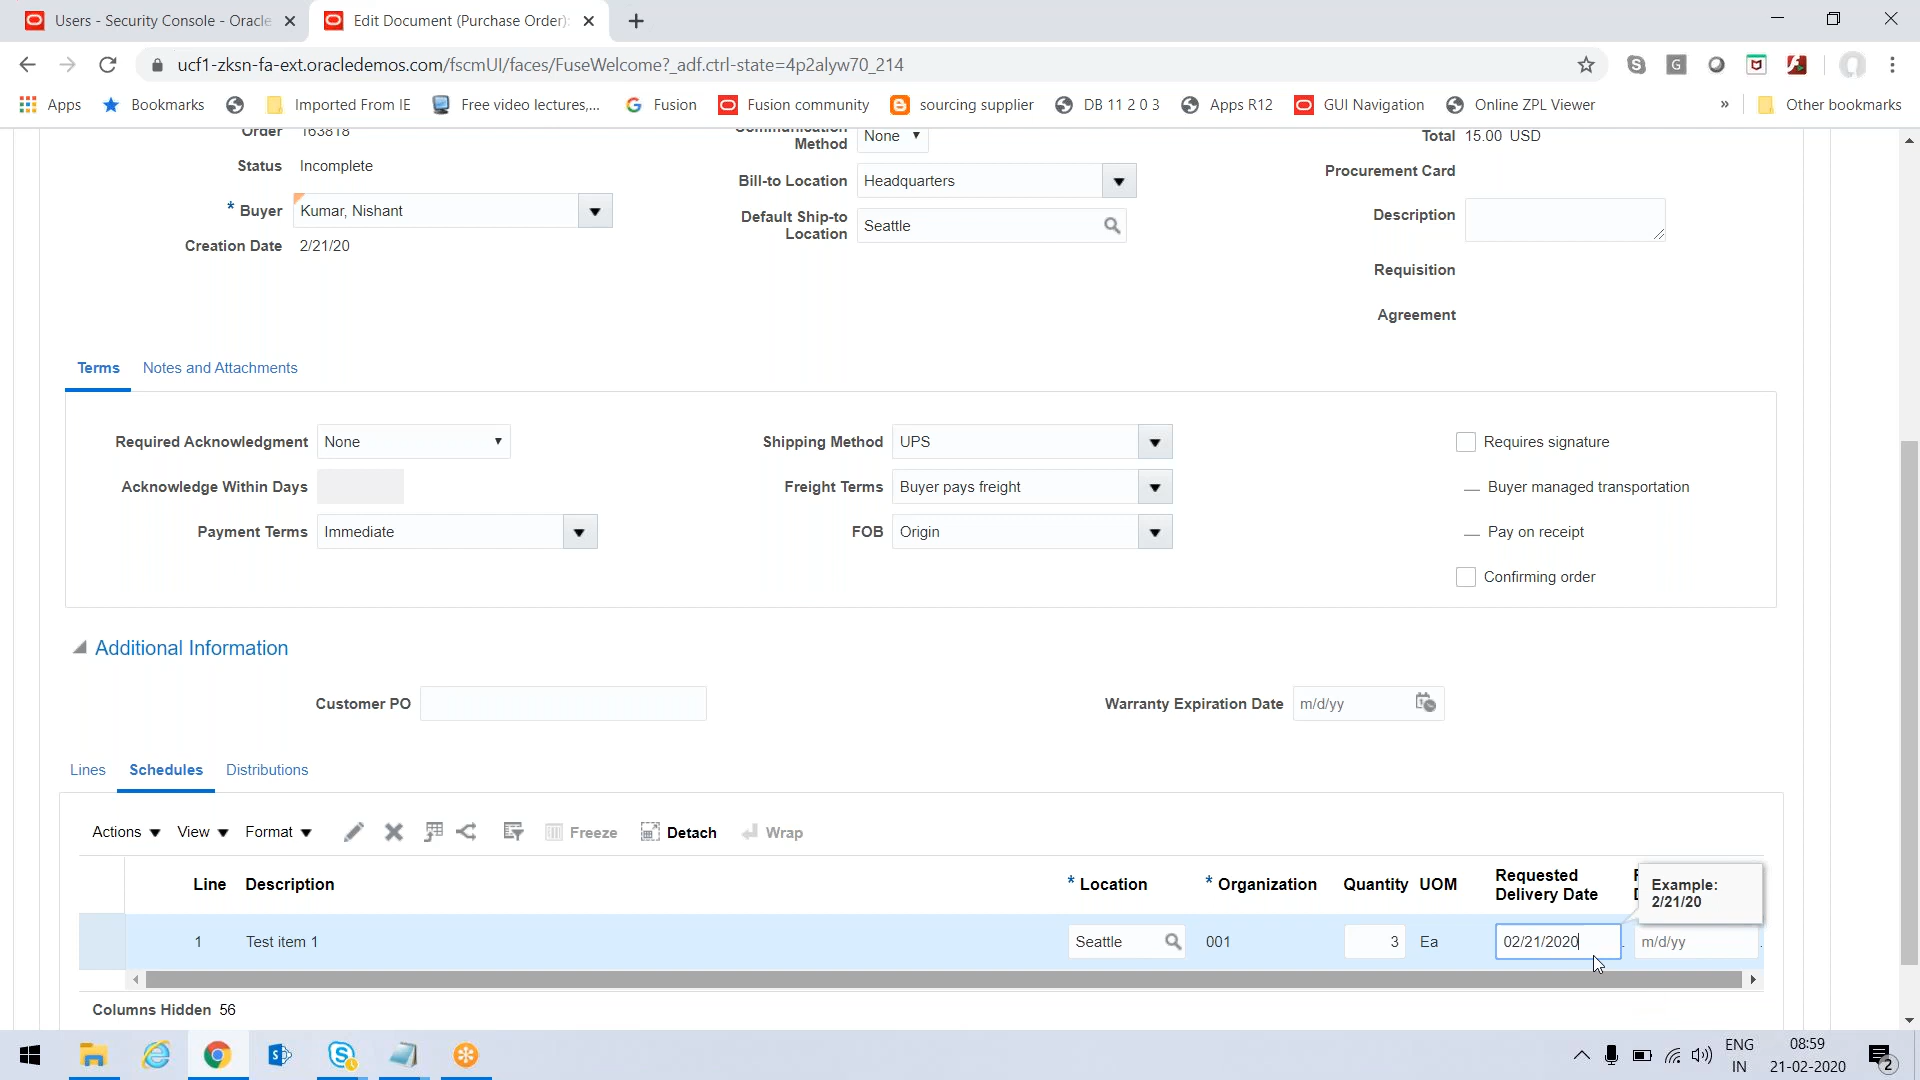 Users - Security Console - Oracle
Edit Document (Purchase Order):
ucf1-zksn-fa-ext.oracledemos.com/fscmUI/faces/FuseWelcome?_adf.ctrl-state=4p2alyw70_214
Apps Bookmarks Imported From IE Free video lectures,... Fusion Fusion community sourcing supplier DB 11 2 0 3 Apps R12 GUI Navigation Online ZPL Viewer » Other bookmarks
Order 163818
Communication Method None
Total 15.00 USD
Status Incomplete
Bill-to Location Headquarters
Procurement Card
* Buyer Kumar, Nishant
Default Ship-to Location Seattle
Description
Creation Date 2/21/20
Requisition
Agreement
Terms Notes and Attachments
Required Acknowledgment None
Shipping Method UPS
Requires signature
Acknowledge Within Days
Freight Terms Buyer pays freight
Buyer managed transportation
Payment Terms Immediate
FOB Origin
Pay on receipt
Confirming order
Additional Information
Customer PO
Warranty Expiration Date m/d/yy
Lines Schedules Distributions
Actions View Format Freeze Detach Wrap
Line Description * Location * Organization Quantity UOM Requested Delivery Date
Example:
2/21/20
1 Test item 1 Seattle 001 3 Ea 02/21/2020 m/d/yy
Columns Hidden 56
ENG
IN
08:59
21-02-2020
2